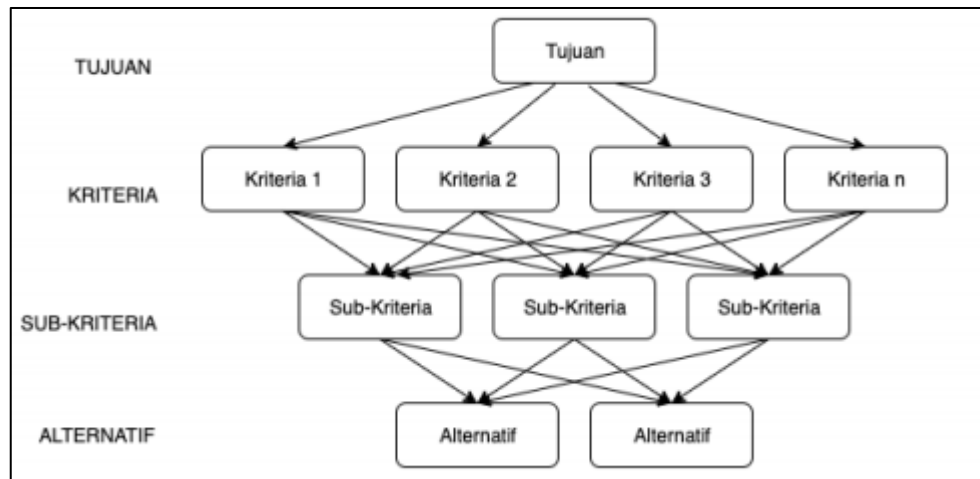 Tujuan
TUJUAN
Kriteria 1
Kriteria 2
Kriteria 3
Kriteria n
KRITERIA
Sub-Kriteria
Sub-Kriteria
Sub-Kriteria
SUB-KRITERIA
Alternatif
Alternatif
ALTERNATIF